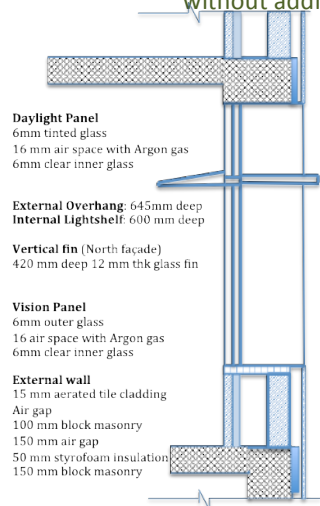 without addi
Daylight Panel
6mm tinted glass
16 mm air space with Argon gas
6mm clear inner glass
External Overhang: 645mm deep
Internal Lightshelf: 600 mm deep
Vertical fin (North façade)
420 mm deep 12 mm thk glass fin
Vision Panel
6mm outer glass
16 air space with Argon gas
6mm clear inner glass
External wall
15 mm aerated tile cladding
Air gap
100 mm block masonry
150 mm air gap
50 mm styrofoam insulation
150 mm block masonry